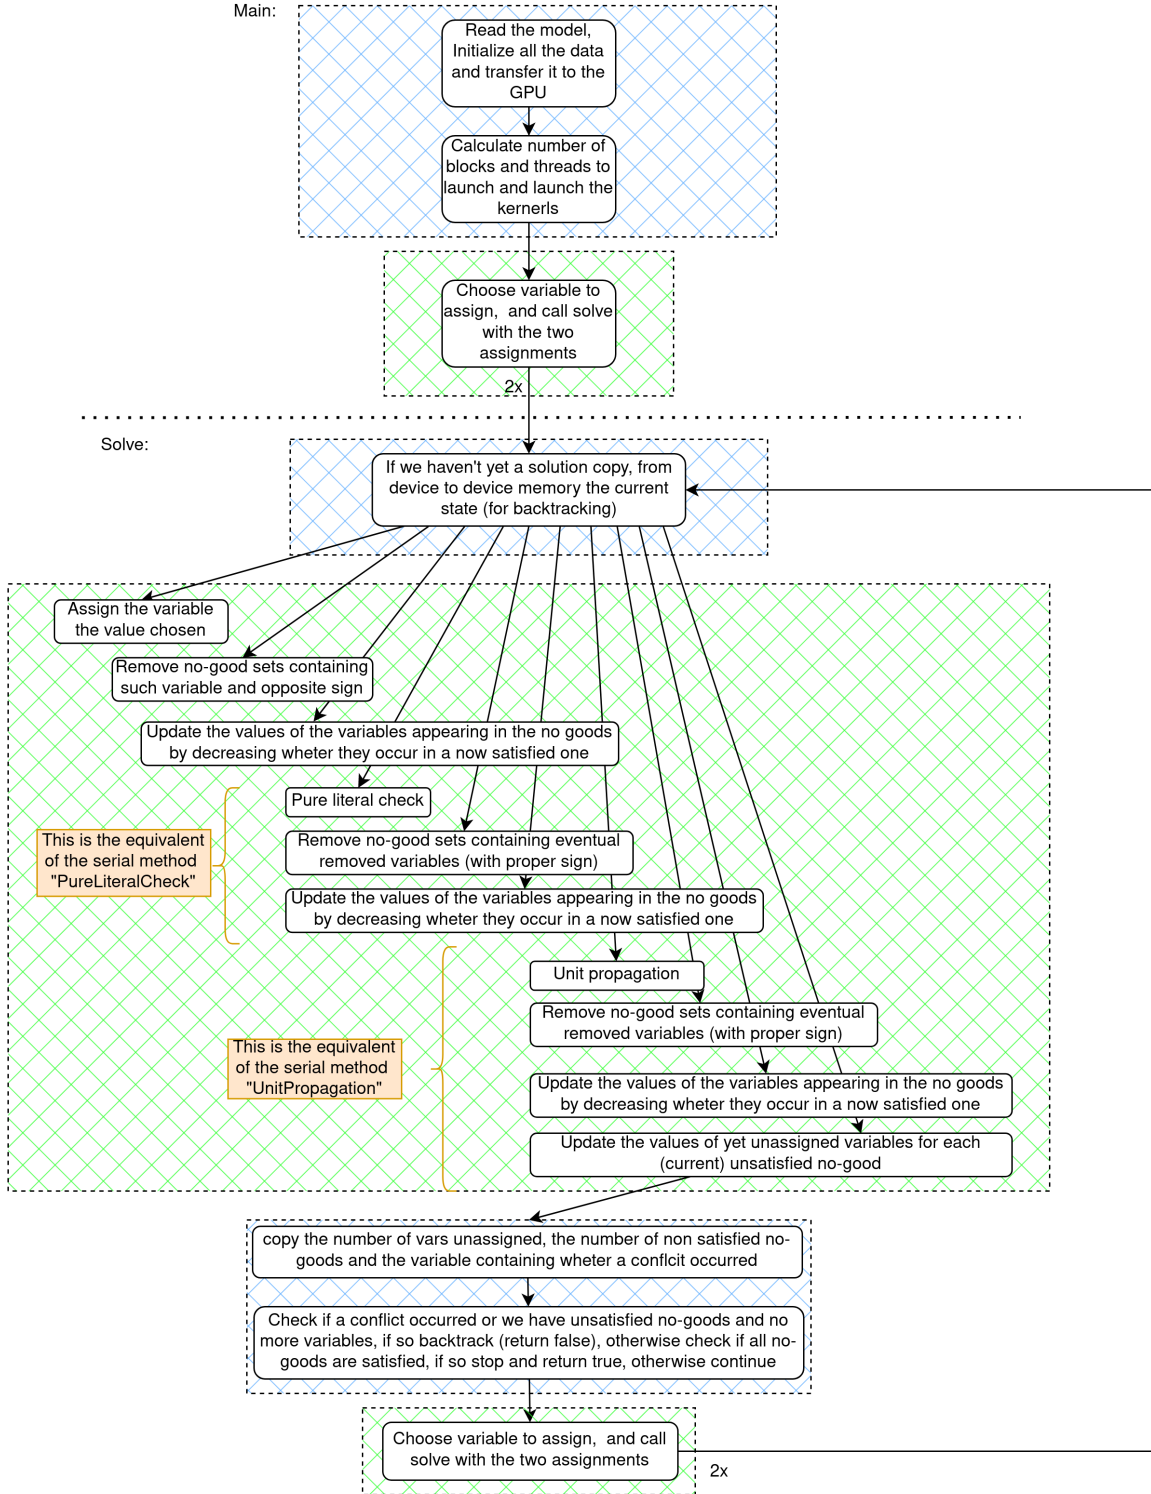 Main:
Read the model,
Initialize all the data
and transfer it to the
GPU
Calculate number of
blocks and threads to
launch and launch the
kernerls
Choose variable to
assign,  and call solve
with the two
assignments
2x
Solve:
If we haven't yet a solution copy, from
device to device memory the current
state (for backtracking)
Assign the variable
the value chosen
Remove no-good sets containing
such variable and opposite sign
Update the values of the variables appearing in the no goods
by decreasing wheter they occur in a now satisfied one
Pure literal check
This is the equivalent
of the serial method
"PureLiteralCheck"
Remove no-good sets containing eventual
removed variables (with proper sign)
Update the values of the variables appearing in the no goods
by decreasing wheter they occur in a now satisfied one
Unit propagation
Remove no-good sets containing eventual
removed variables (with proper sign)
This is the equivalent
of the serial method
"UnitPropagation"
Update the values of the variables appearing in the no goods
by decreasing wheter they occur in a now satisfied one
Update the values of yet unassigned variables for each
(current) unsatisfied no-good
copy the number of vars unassigned, the number of non satisfied no-
goods and the variable containing wheter a conflcit occurred
Check if a conflict occurred or we have unsatisfied no-goods and no
more variables, if so backtrack (return false), otherwise check if all no-
goods are satisfied, if so stop and return true, otherwise continue
Choose variable to assign,  and call
solve with the two assignments
2x